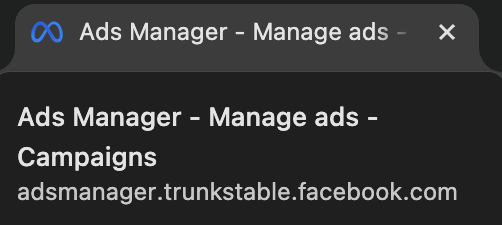 Ads Manager - Manage ads -
Ads Manager - Manage ads -
Campaigns
adsmanager.trunkstable.facebook.com